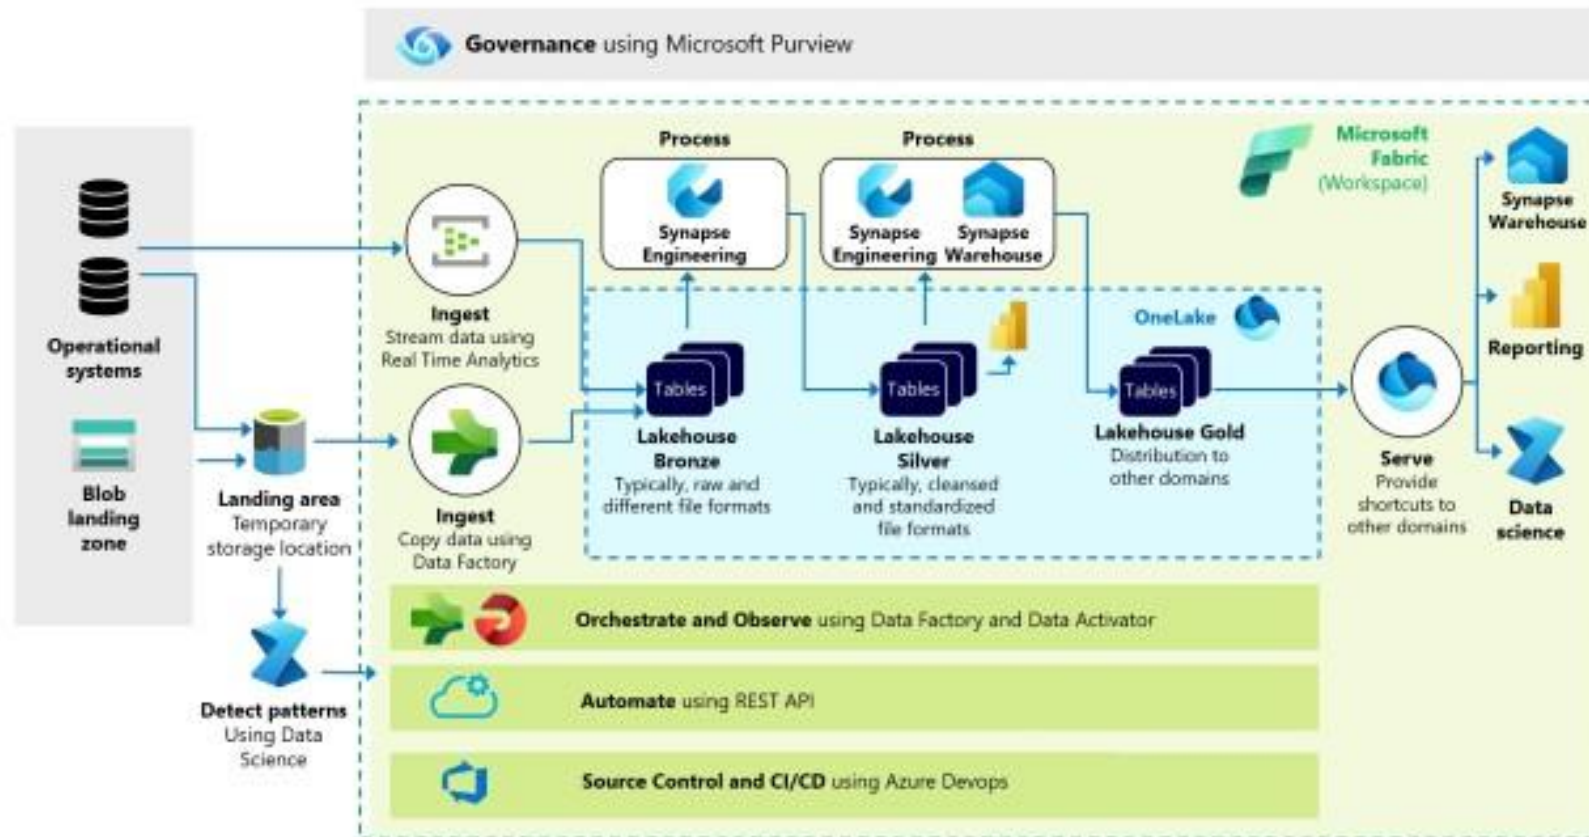 Governance using Microsoft Purview
Operational
systems
Blob
landing
zone
Landing area
Temporary
storage location
Detect patterns
Using Data
Science
Ingest
Stream data using
Real Time Analytics
Ingest
Copy data using
Data Factory
Process
Synapse
Engineering
Process
Synapse
Engineering
Synapse
Warehouse
Microsoft
Fabric
(Workspace)
OneLake
Tables
Lakehouse
Bronze
Typically, raw and
different file formats
Tables
Lakehouse
Silver
Typically, cleansed
and standardized
file formats
Tables
Lakehouse Gold
Distribution to
other domains
Serve
Provide
shortcuts to
other domains
Synapse
Warehouse
Reporting
Data
science
Orchestrate and Observe using Data Factory and Data Activator
Automate using REST API
Source Control and CI/CD using Azure Devops